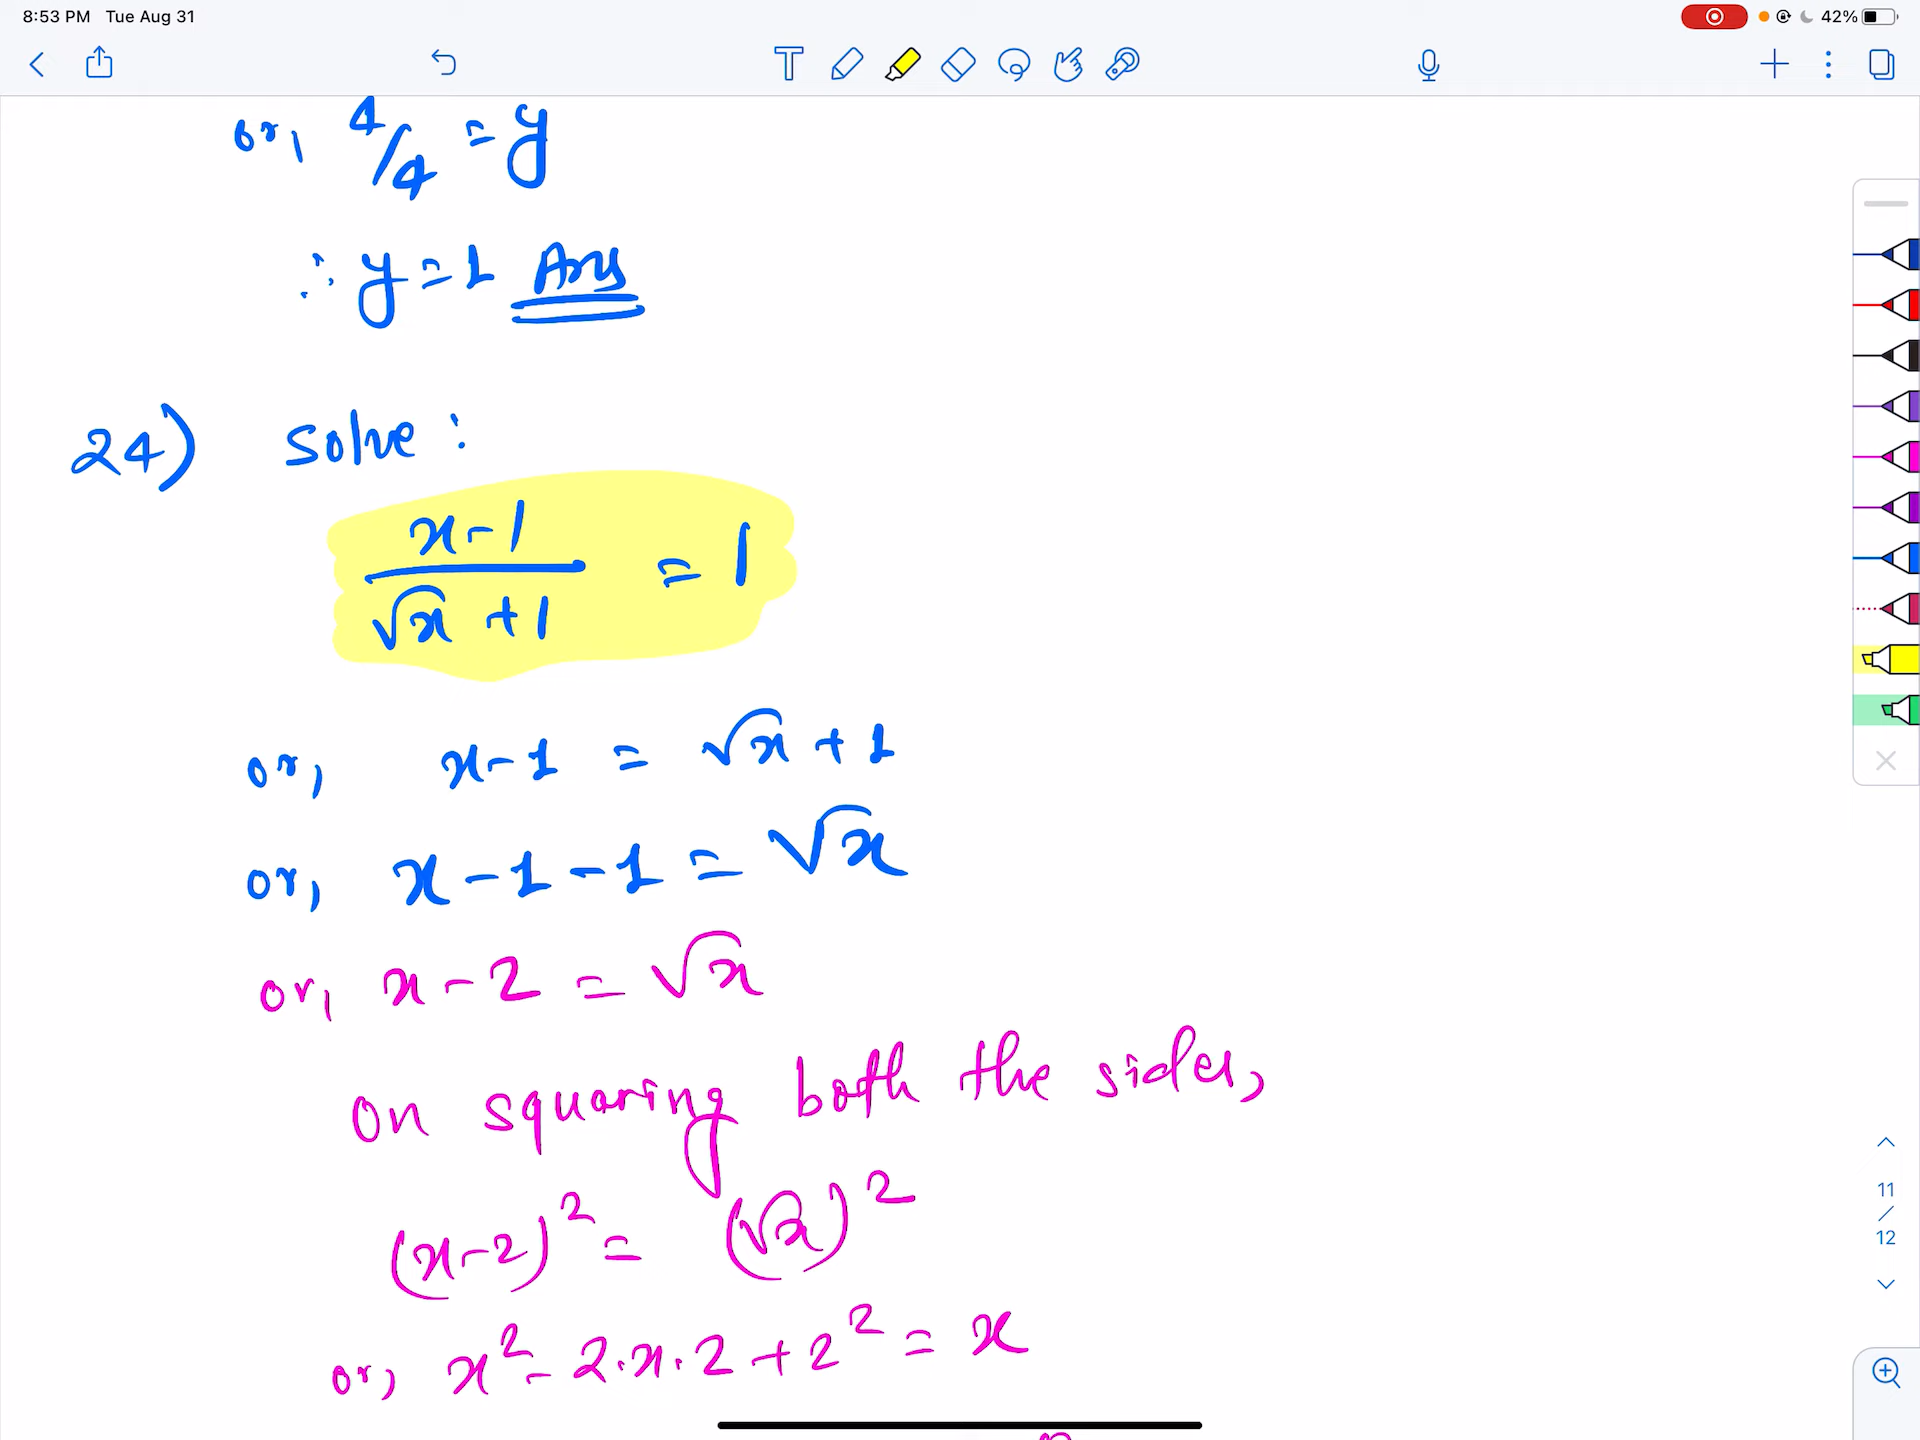 8:53 PM Tue Aug 31
42%
T
or, 4/4 = y
∴ y = 1 Ans
24) Solve :
x-1
√x + 1 = 1
or, x-1 = √x + 1
or, x - 1 - 1 = √x
or, x - 2 = √x
On squaring both the sides,
(x-2)² = (√x)²
or, x² - 2·x·2 + 2² = x
11
/
12